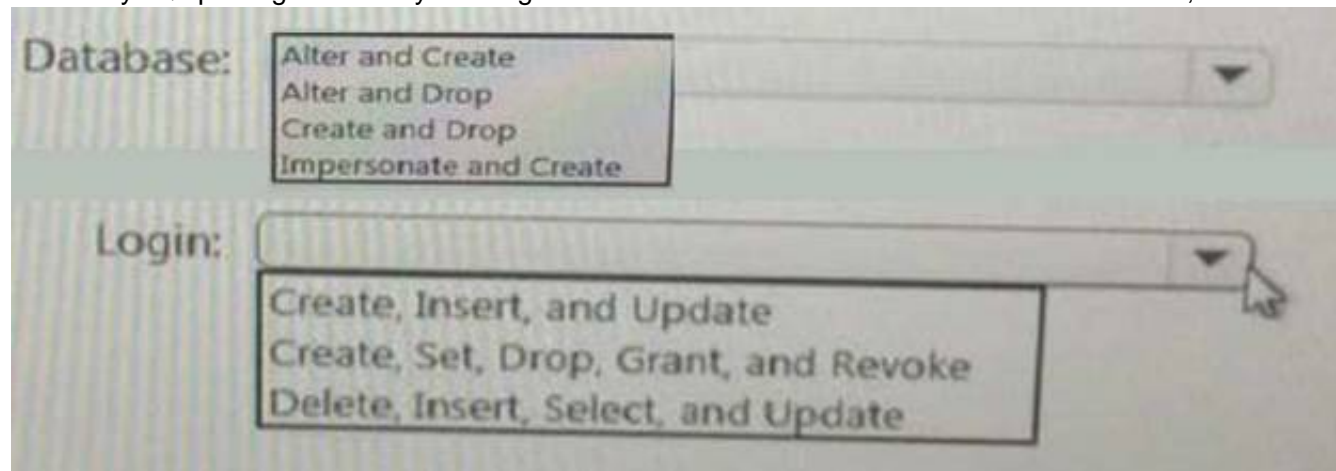 Database:
Alter and Create
Alter and Drop
Create and Drop
Impersonate and Create
Login:
Create, Insert, and Update
Create, Set, Drop, Grant, and Revoke
Delete, Insert, Select, and Update